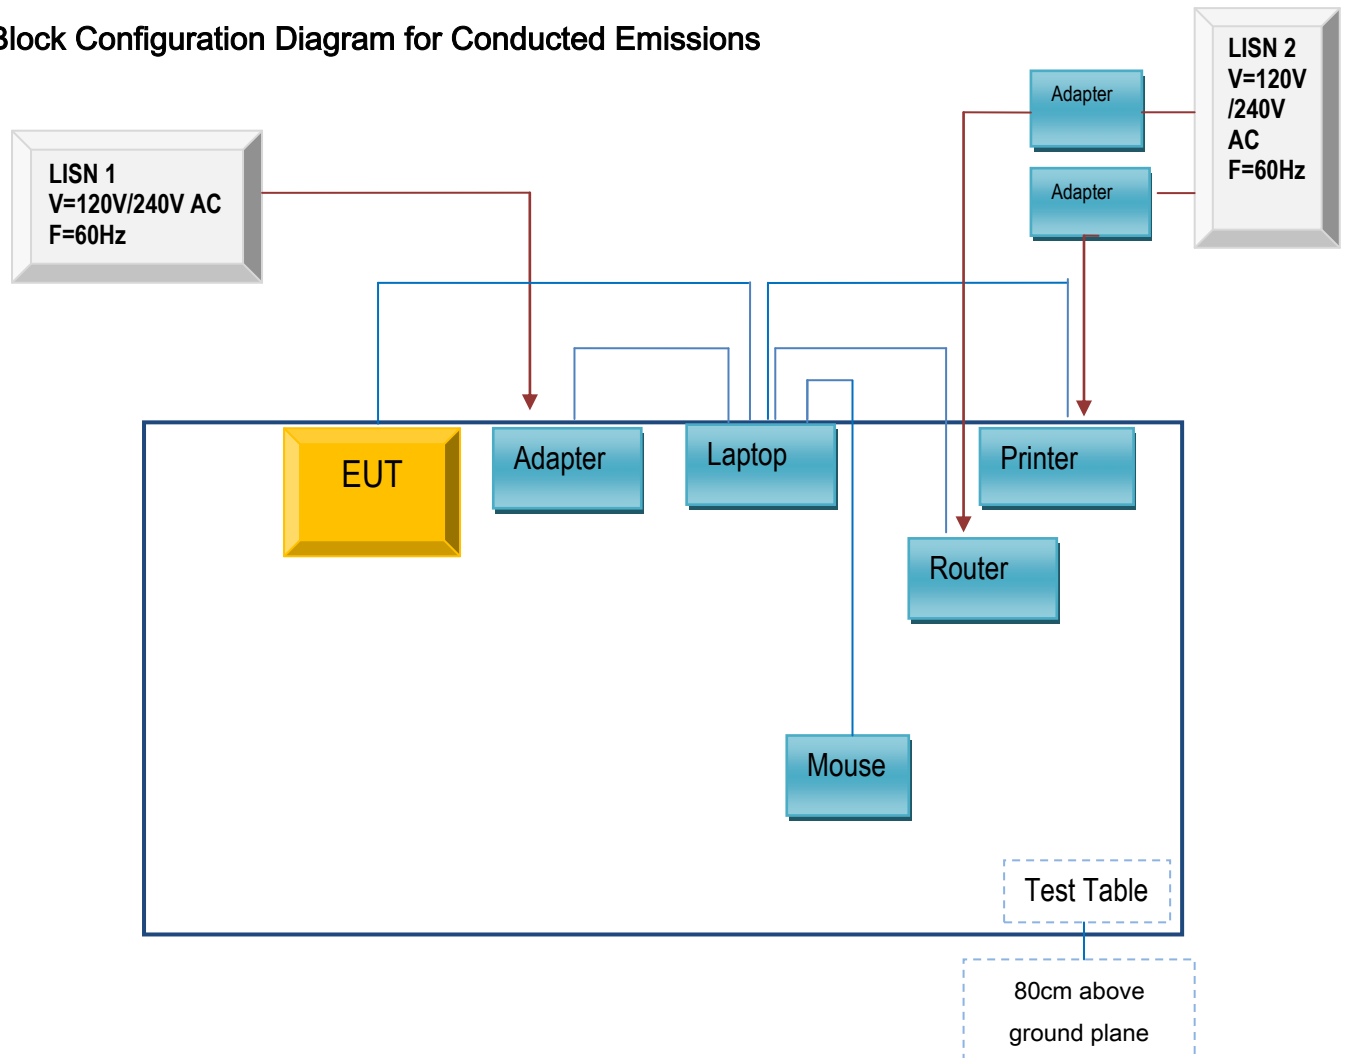 Block Configuration Diagram for Conducted Emissions
LISN 1
V=120V/240V AC
F=60Hz
Adapter
Adapter
LISN 2
V=120V
/240V
AC
F=60Hz
EUT
Adapter
Laptop
Printer
Router
Mouse
Test Table
80cm above
ground plane